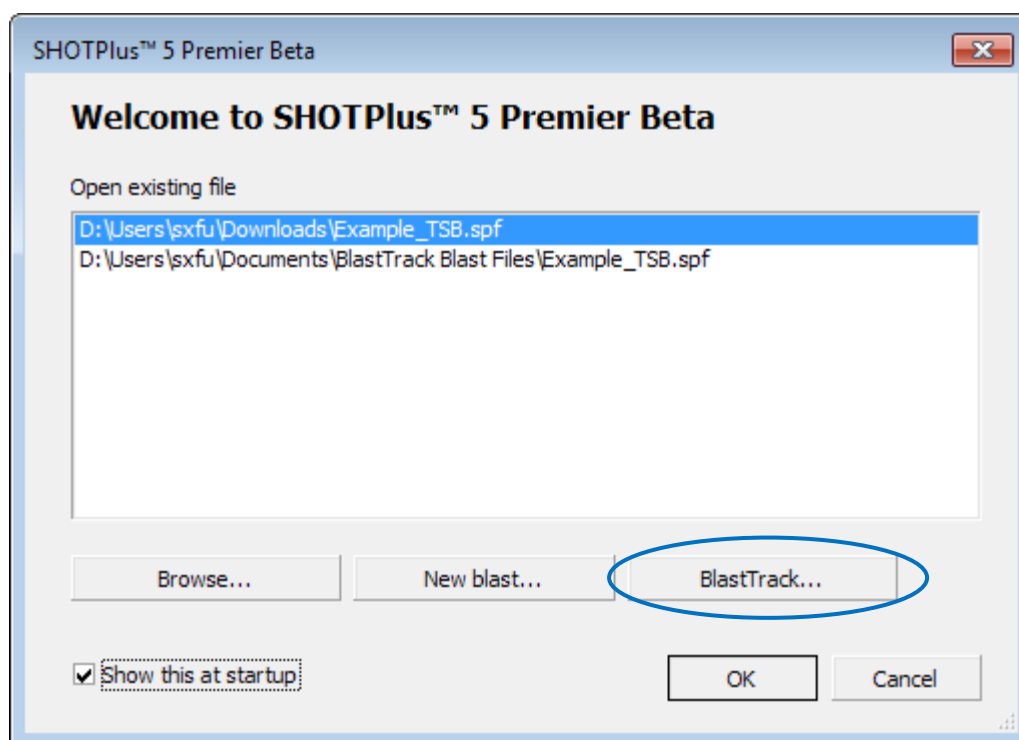 SHOTPlus™ 5 Premier Beta
Welcome to SHOTPlus™ 5 Premier Beta
Open existing file
D:\Users\sxfu\Downloads\Example_TSB.spf
D:\Users\sxfu\Documents\BlastTrack Blast Files\Example_TSB.spf
Browse... New blast... BlastTrack...
Show this at startup OK Cancel